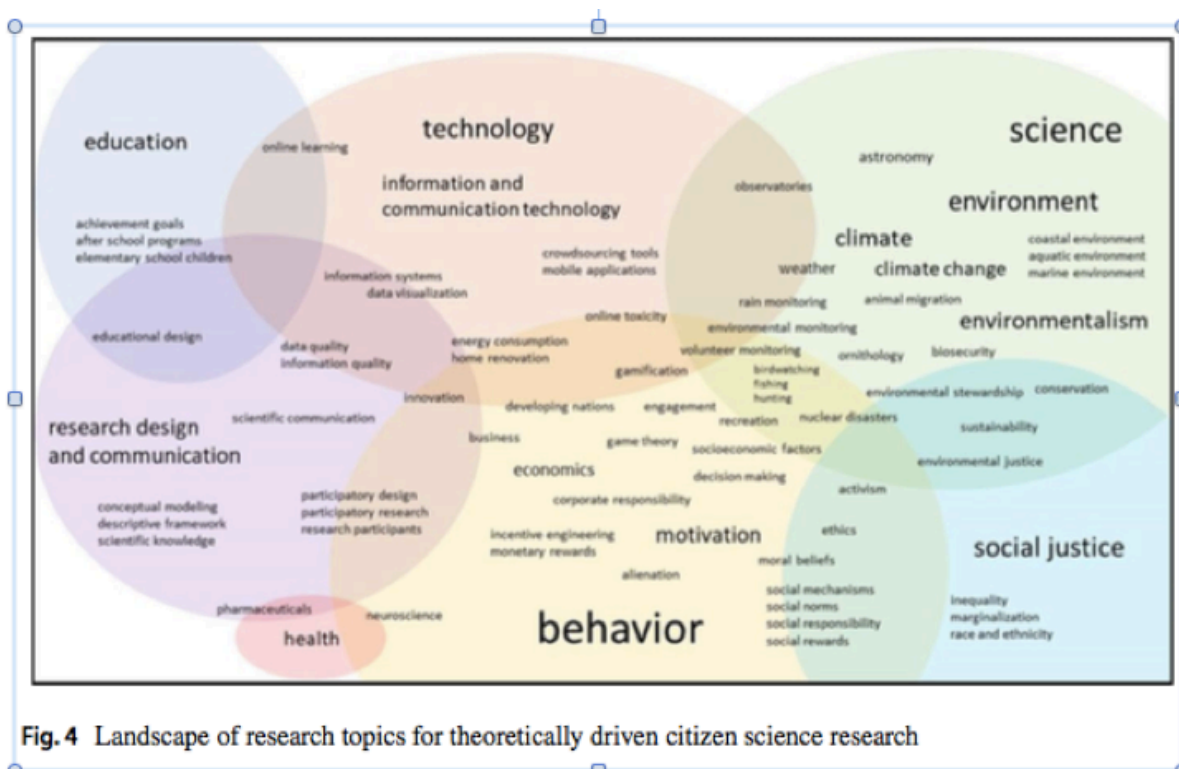 education
online learning
achievement goals
after school programs
elementary school children
educational design
technology
information and
communication technology
crowdsourcing tools
mobile applications
information systems
data visualization
online toxicity
energy consumption
home renovation
data quality
information quality
gamification
innovation
observatories
science
astronomy
environment
climate
coastal environment
aquatic environment
marine environment
weather
climate change
rain monitoring
animal migration
environmental monitoring
environmentalism
volunteer monitoring
ornithology
biosecurity
birdwatching
fishing
hunting
environmental stewardship
conservation
recreation
nuclear disasters
sustainability
environmental justice
research design
and communication
scientific communication
conceptual modeling
descriptive framework
scientific knowledge
participatory design
participatory research
research participants
pharmaceuticals
neuroscience
health
developing nations
engagement
business
game theory
socioeconomic factors
economics
decision making
corporate responsibility
incentive engineering
monetary rewards
motivation
alienation
behavior
activism
ethics
moral beliefs
social mechanisms
social norms
social responsibility
social rewards
social justice
inequality
marginalization
race and ethnicity
Fig. 4 Landscape of research topics for theoretically driven citizen science research